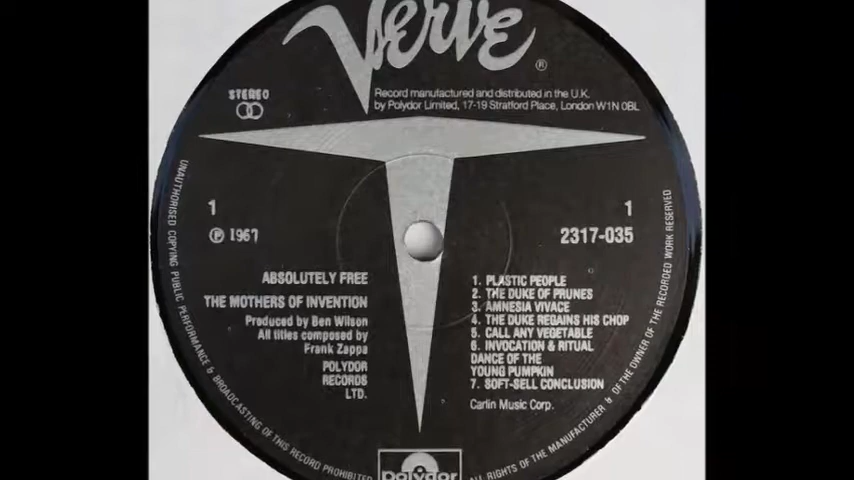 Verve
®
STEREO
Record manufactured and distributed in the U.K.
by Polydor Limited, 17-19 Stratford Place, London W1N 0BL
1
Ⓟ 1967
1
2317-035
ABSOLUTELY FREE
THE MOTHERS OF INVENTION
Produced by Ben Wilson
All titles composed by
Frank Zappa
POLYDOR
RECORDS
LTD.
1. PLASTIC PEOPLE
2. THE DUKE OF PRUNES
3. AMNESIA VIVACE
4. THE DUKE REGAINS HIS CHOP
5. CALL ANY VEGETABLE
6. INVOCATION & RITUAL
DANCE OF THE
YOUNG PUMPKIN
7. SOFT-SELL CONCLUSION
Carlin Music Corp.
UNAUTHORISED COPYING PUBLIC PERFORMANCE & BROADCASTING OF THIS RECORD PROHIBITED
ALL RIGHTS OF THE MANUFACTURER & OF THE OWNER OF THE RECORDED WORK RESERVED
polydor